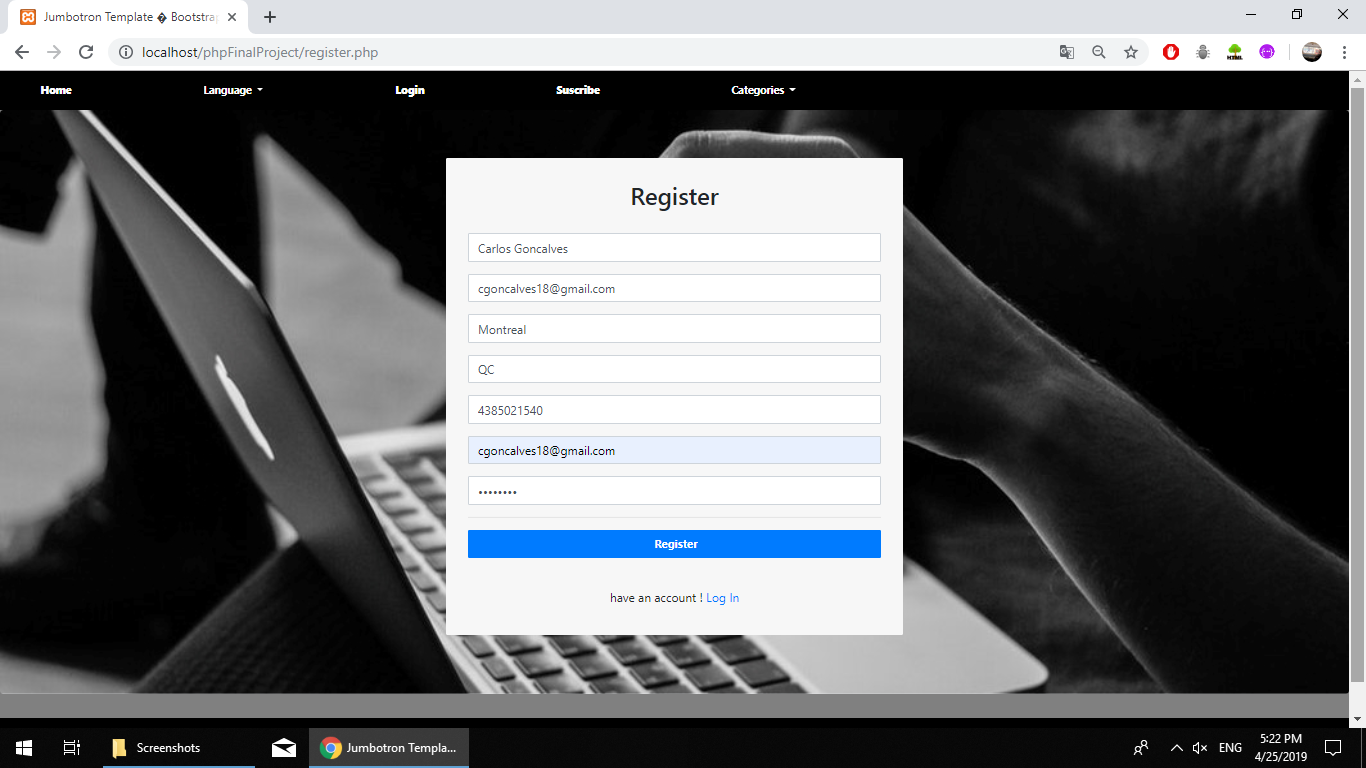 Jumbotron Template � Bootstrap
localhost/phpFinalProject/register.php
Home Language Login Suscribe Categories
Register
Carlos Goncalves
cgoncalves18@gmail.com
Montreal
QC
4385021540
cgoncalves18@gmail.com
••••••••
Register
have an account ! Log In
Screenshots
Jumbotron Templa...
ENG
5:22 PM
4/25/2019